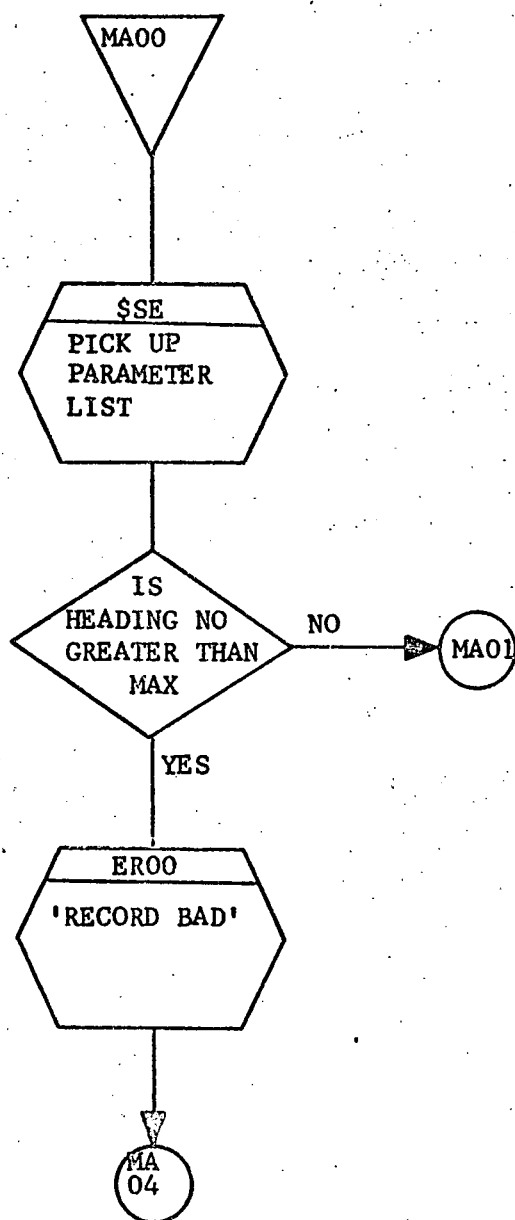 MA00
$SE
PICK UP
PARAMETER
LIST
IS
HEADING NO
GREATER THAN
MAX
NO
MA01
YES
ER00
'RECORD BAD'
MA
04